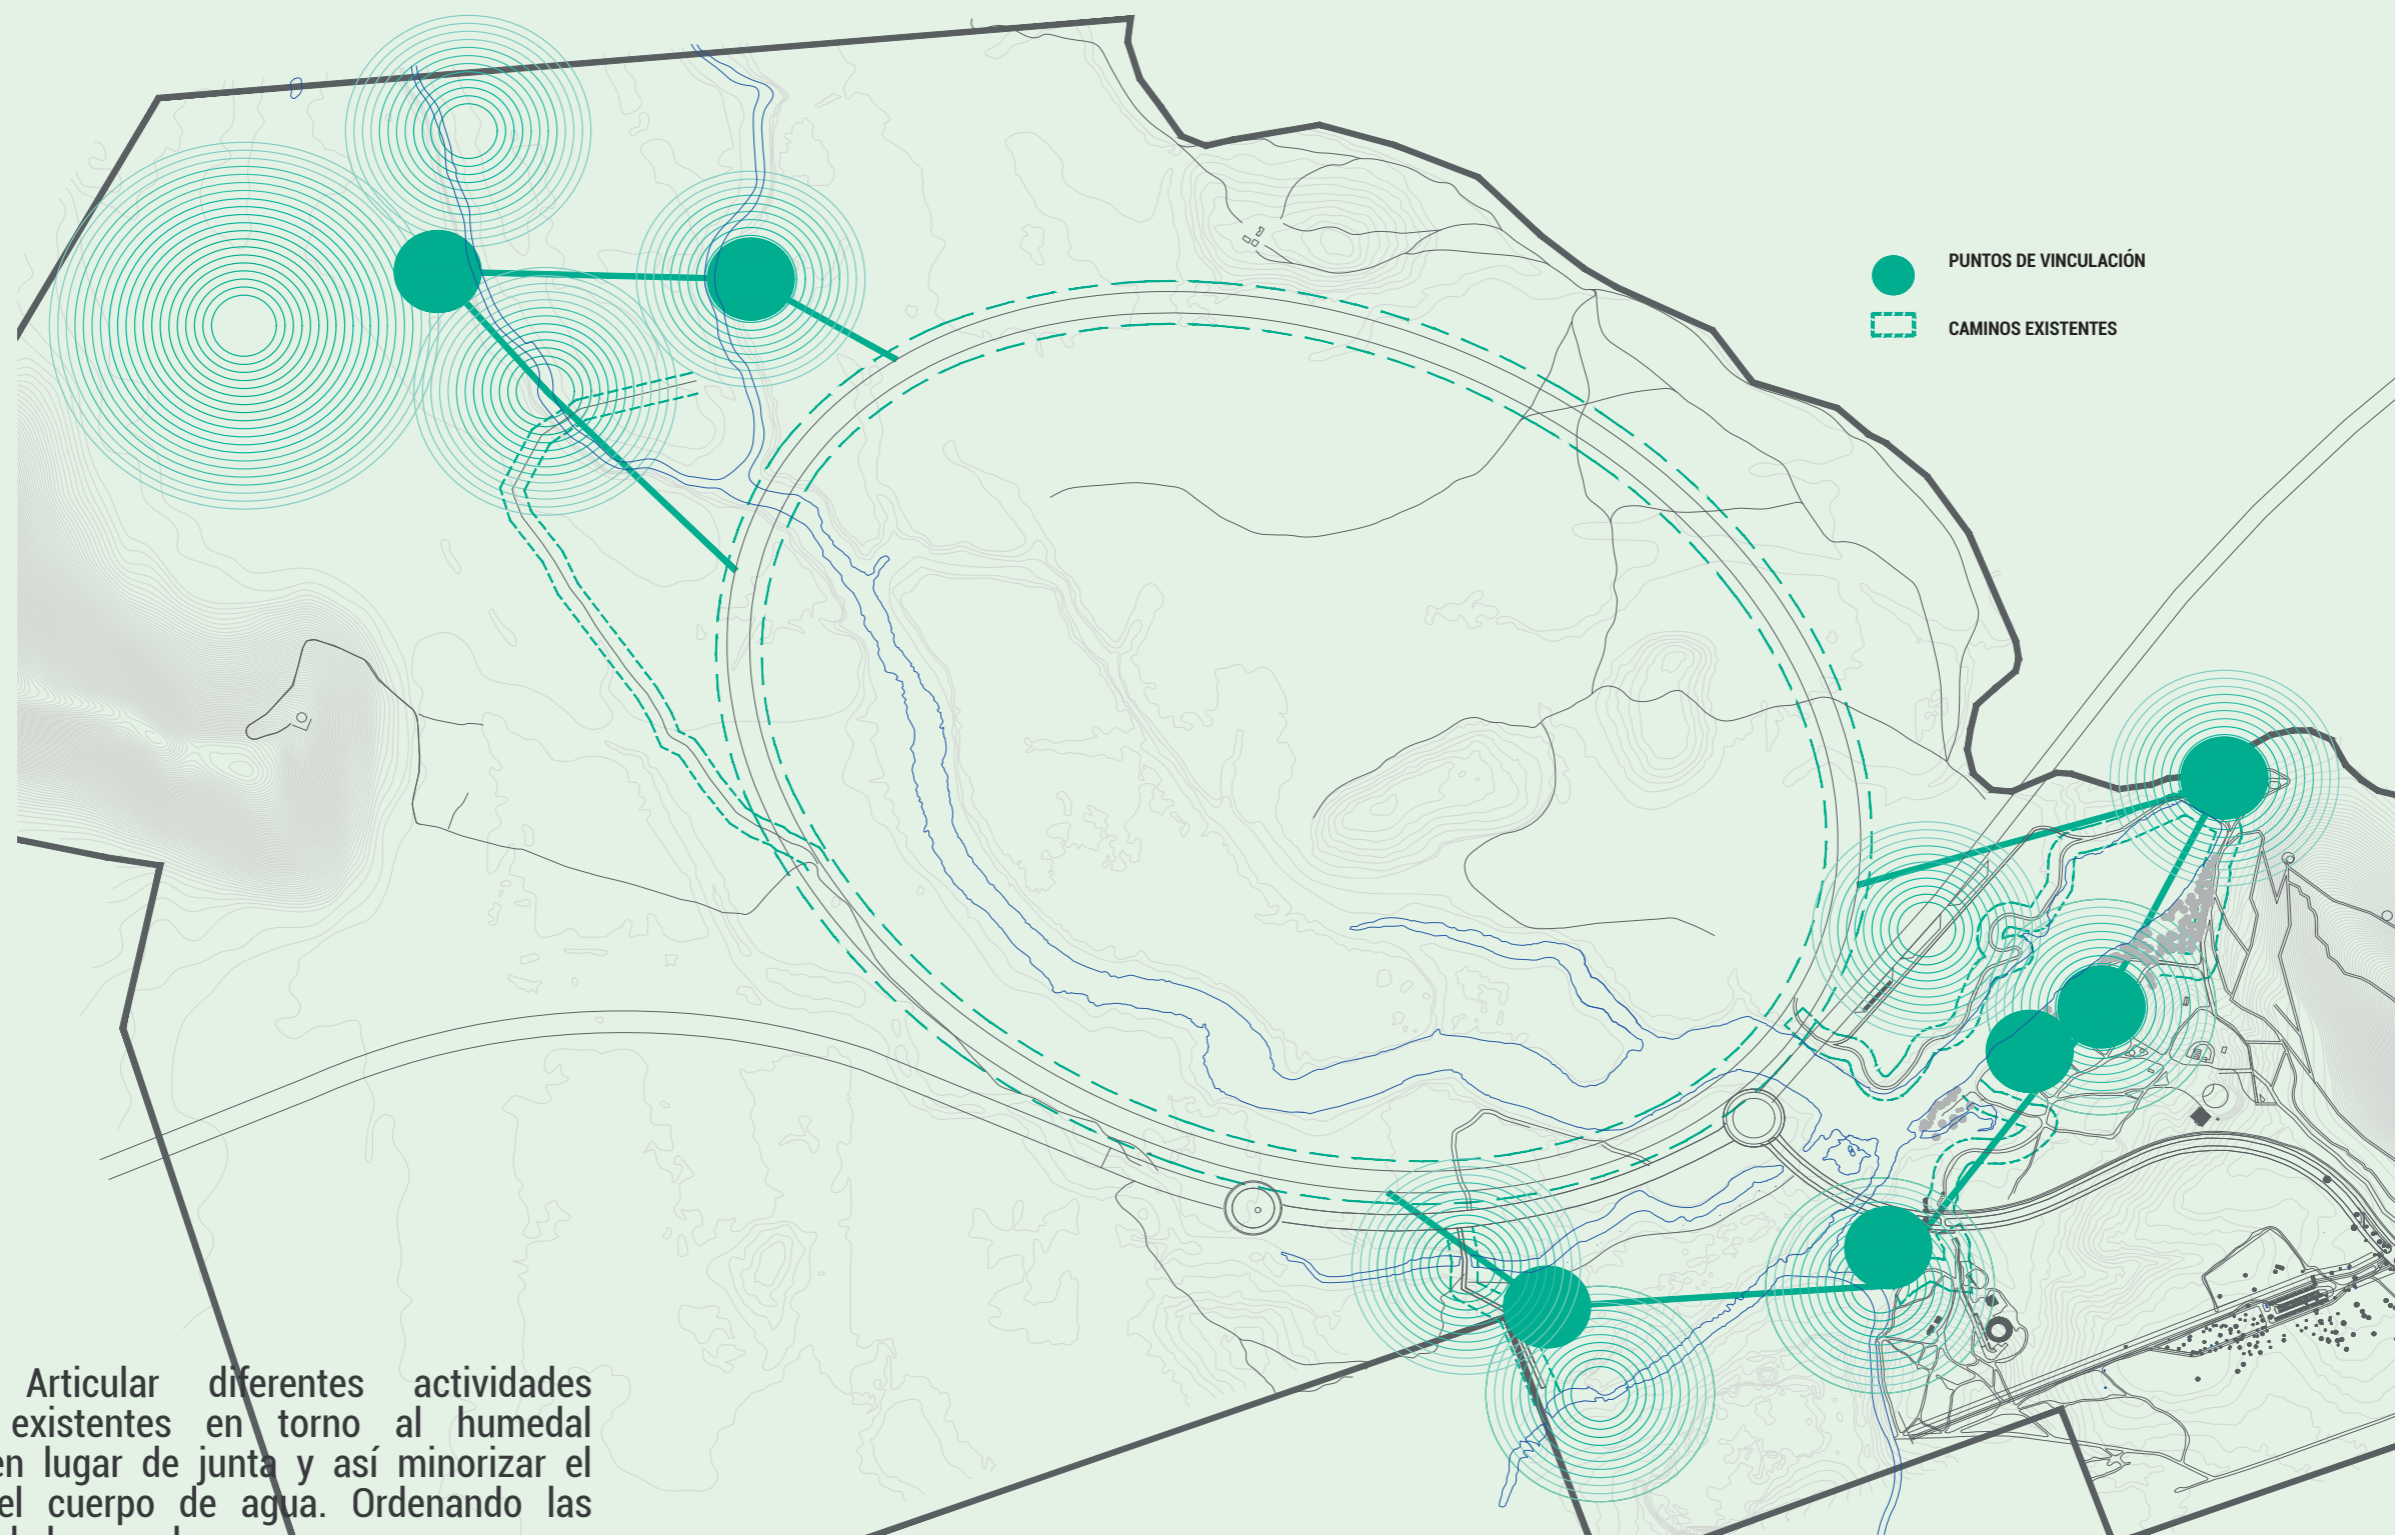 PUNTOS DE VINCULACIÓN
CAMINOS EXISTENTES
Articular diferentes actividades
existentes en torno al humedal
en lugar de junta y así minorizar el
el cuerpo de agua. Ordenando las